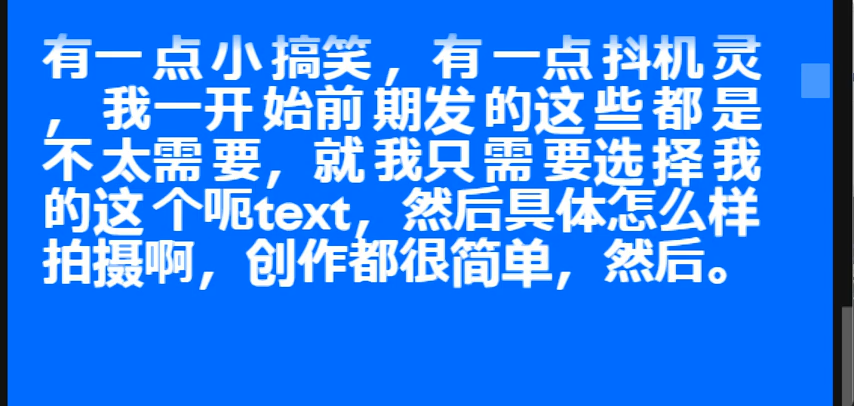 有一点小搞笑，有一点抖机灵
，我一开始前期发的这些都是
不太需要，就我只需要选择我
的这个呃text，然后具体怎么样
拍摄啊，创作都很简单，然后。